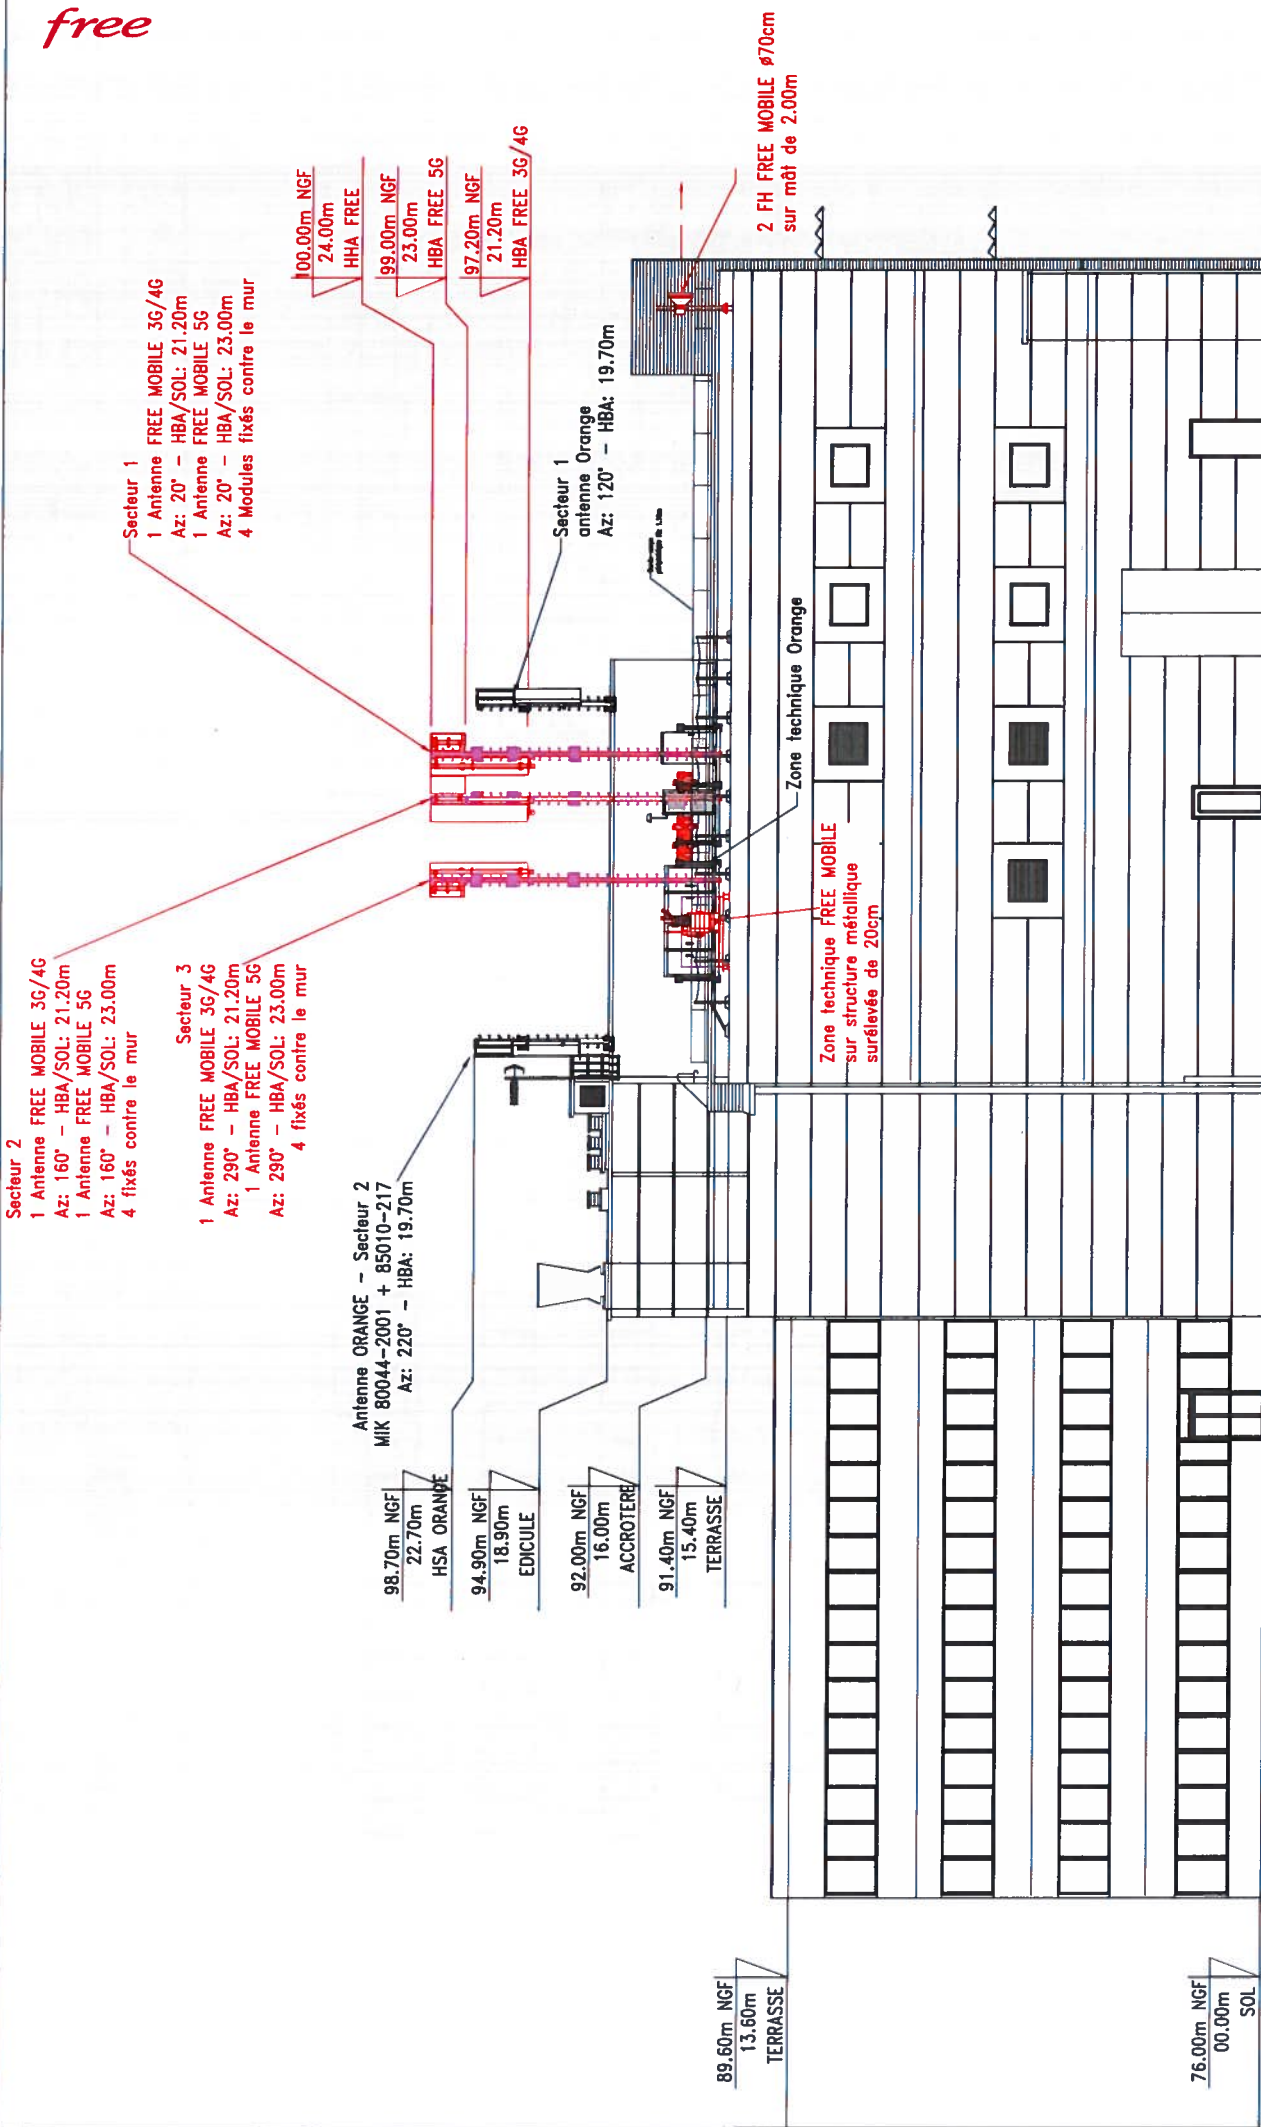 free
Secteur 2
1 Antenne FREE MOBILE 3G/4G
Az: 160° - HBA/SOL: 21.20m
1 Antenne FREE MOBILE 5G
Az: 160° - HBA/SOL: 23.00m
4 fixés contre le mur
Secteur 3
1 Antenne FREE MOBILE 3G/4G
Az: 290° - HBA/SOL: 21.20m
1 Antenne FREE MOBILE 5G
Az: 290° - HBA/SOL: 23.00m
4 fixés contre le mur
Secteur 1
1 Antenne FREE MOBILE 3G/4G
Az: 20° - HBA/SOL: 21.20m
1 Antenne FREE MOBILE 5G
Az: 20° - HBA/SOL: 23.00m
4 Modules fixés contre le mur
100.00m NGF
24.00m
HHA FREE
99.00m NGF
23.00m
HBA FREE 5G
97.20m NGF
21.20m
HBA FREE 3G/4G
2 FH FREE MOBILE ø70cm
sur mât de 2.00m
Antenne ORANGE - Secteur 2
MIK 80044-2001 + 85010-217
Az: 220° - HBA: 19.70m
Secteur 1
antenne Orange
Az: 120° - HBA: 19.70m
98.70m NGF
22.70m
HSA ORANGE
94.90m NGF
18.90m
EDICULE
92.00m NGF
16.00m
ACCROTERE
91.40m NGF
15.40m
TERRASSE
Zone technique Orange
Zone technique FREE MOBILE
sur structure métallique
surélevée de 20cm
89.60m NGF
13.60m
TERRASSE
76.00m NGF
00.00m
SOL